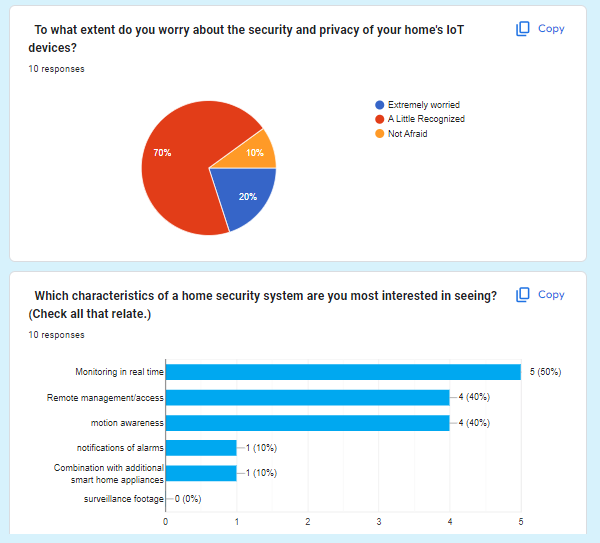 To what extent do you worry about the security and privacy of your home's IoT
devices?
Copy
10 responses
Extremely worried
A Little Recognized
Not Afraid
70%
10%
20%
Which characteristics of a home security system are you most interested in seeing?
(Check all that relate.)
Copy
10 responses
Monitoring in real time
5 (50%)
Remote management/access
4 (40%)
motion awareness
4 (40%)
notifications of alarms
1 (10%)
Combination with additional
smart home appliances
1 (10%)
surveillance footage
0 (0%)
0 1 2 3 4 5